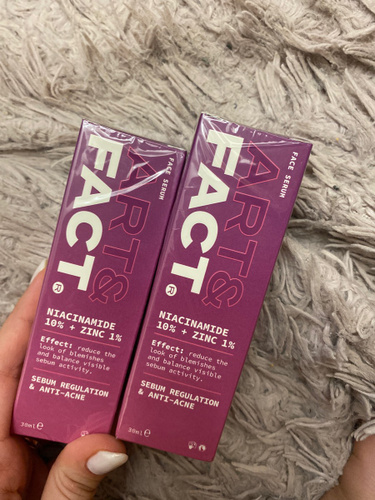 ART&
FACT®
FACE SERUM
NIACINAMIDE
10% + ZINC 1%
Effect: reduce the
look of blemishes
and balance visible
sebum activity.
SEBUM REGULATION
& ANTI-ACNE
30ml ℮
ART&
FACT®
FACE SERUM
NIACINAMIDE
10% + ZINC 1%
Effect: reduce the
look of blemishes
and balance visible
sebum activity.
SEBUM REGULATION
& ANTI-ACNE
30ml ℮